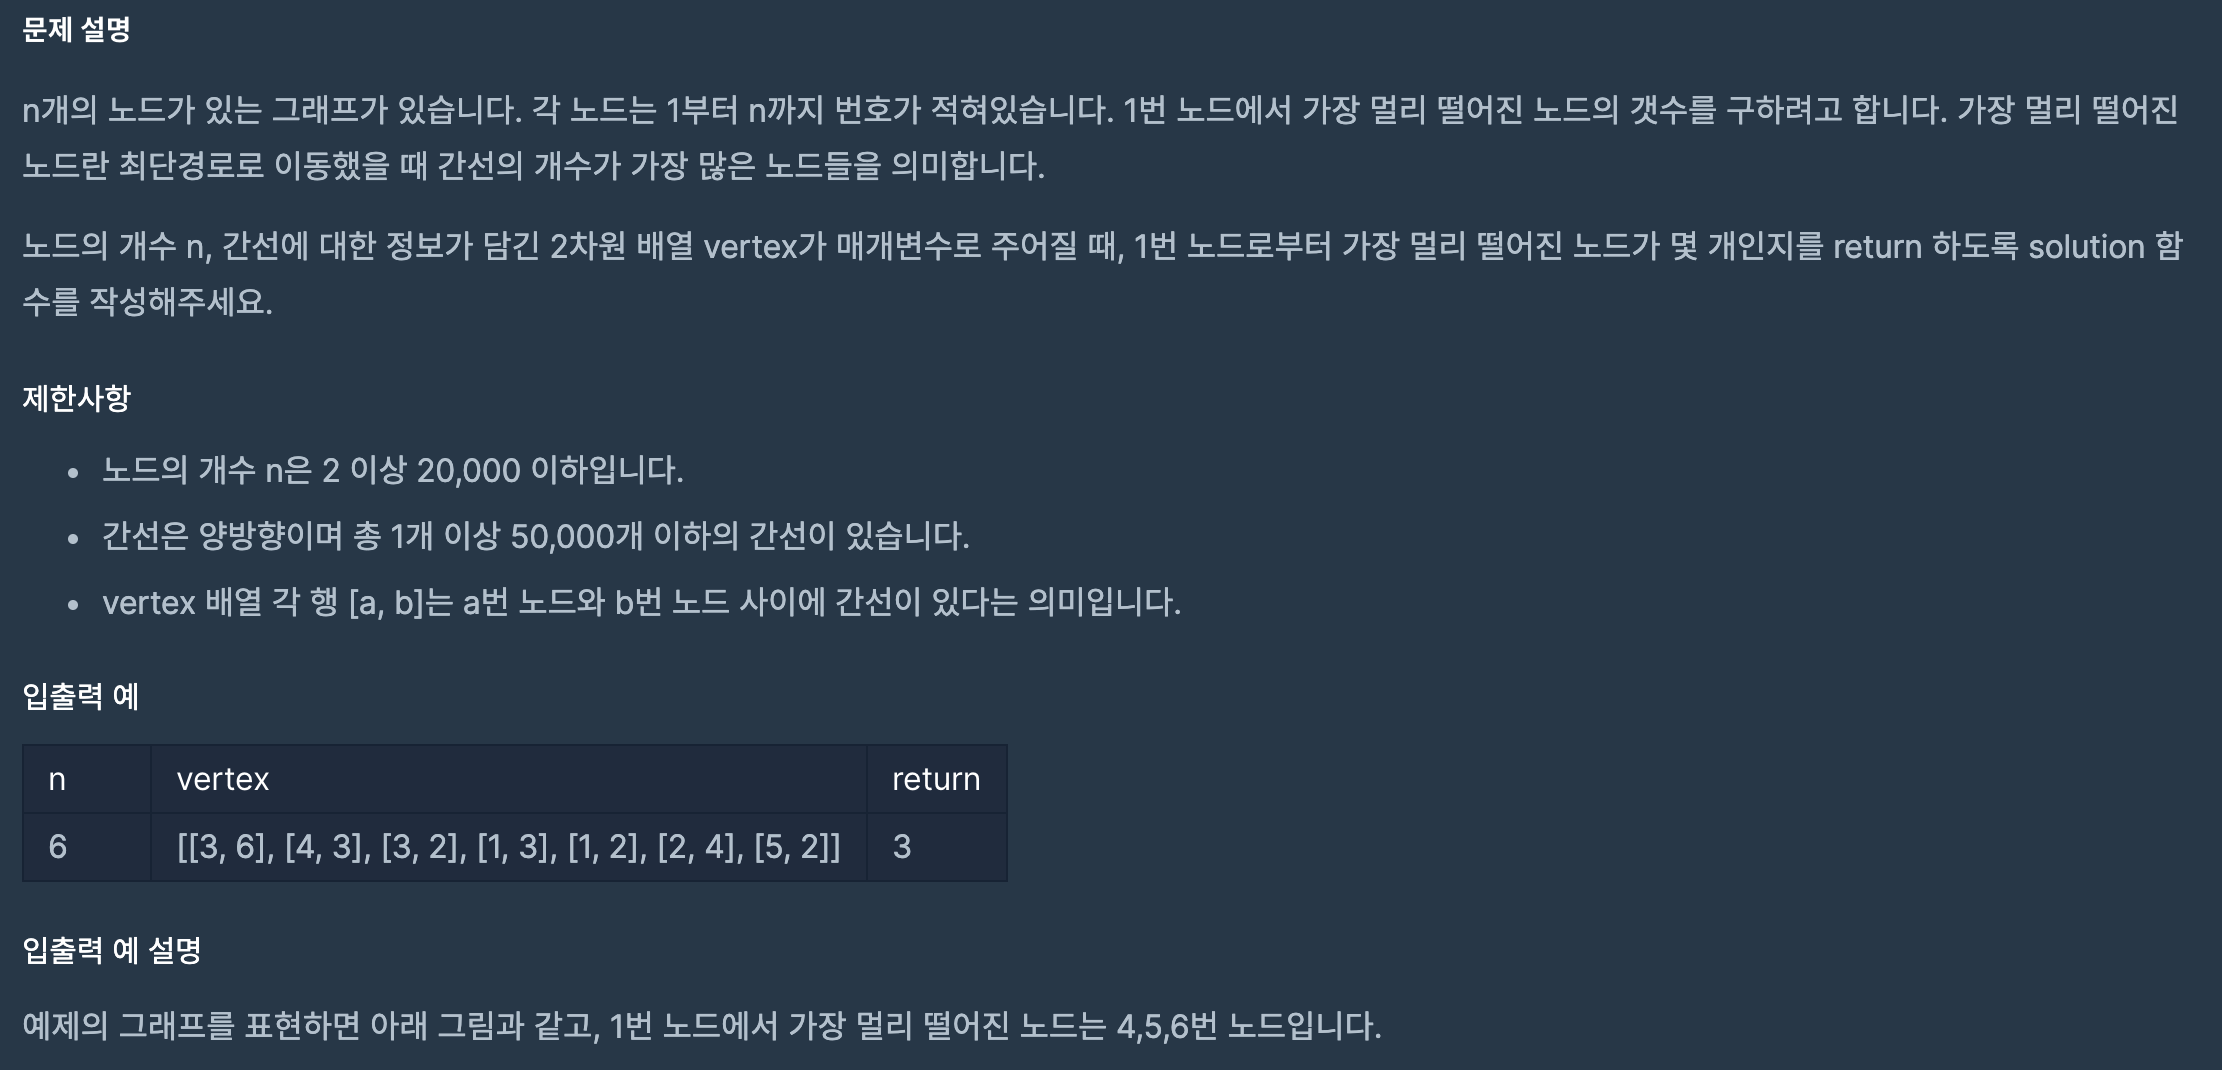 문제 설명
n개의 노드가 있는 그래프가 있습니다. 각 노드는 1부터 n까지 번호가 적혀있습니다. 1번 노드에서 가장 멀리 떨어진 노드의 갯수를 구하려고 합니다. 가장 멀리 떨어진
노드란 최단경로로 이동했을 때 간선의 개수가 가장 많은 노드들을 의미합니다.
노드의 개수 n, 간선에 대한 정보가 담긴 2차원 배열 vertex가 매개변수로 주어질 때, 1번 노드로부터 가장 멀리 떨어진 노드가 몇 개인지를 return 하도록 solution 함
수를 작성해주세요.
제한사항
• 노드의 개수 n은 2 이상 20,000 이하입니다.
• 간선은 양방향이며 총 1개 이상 50,000개 이하의 간선이 있습니다.
• vertex 배열 각 행 [a, b]는 a번 노드와 b번 노드 사이에 간선이 있다는 의미입니다.
입출력 예
n vertex return
6 [[3, 6], [4, 3], [3, 2], [1, 3], [1, 2], [2, 4], [5, 2]] 3
입출력 예 설명
예제의 그래프를 표현하면 아래 그림과 같고, 1번 노드에서 가장 멀리 떨어진 노드는 4,5,6번 노드입니다.